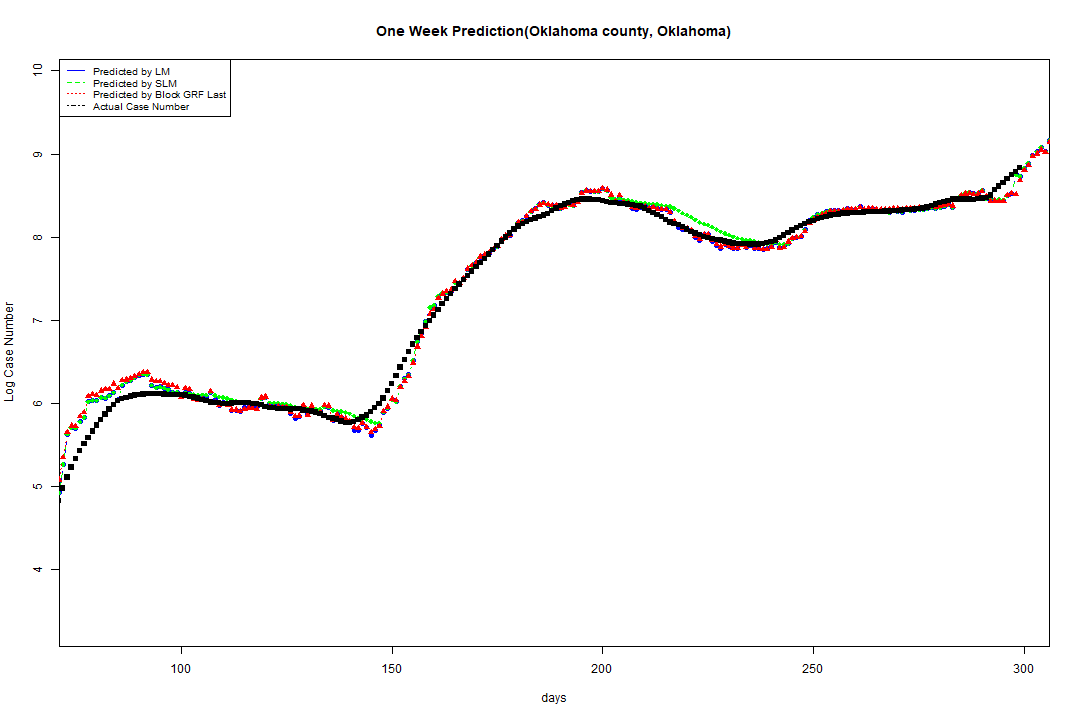 One Week Prediction(Oklahoma county, Oklahoma)
Predicted by LM
Predicted by SLM
Predicted by Block GRF Last
Actual Case Number
10
9
8
7
6
5
4
Log Case Number
100 150 200 250 300
days